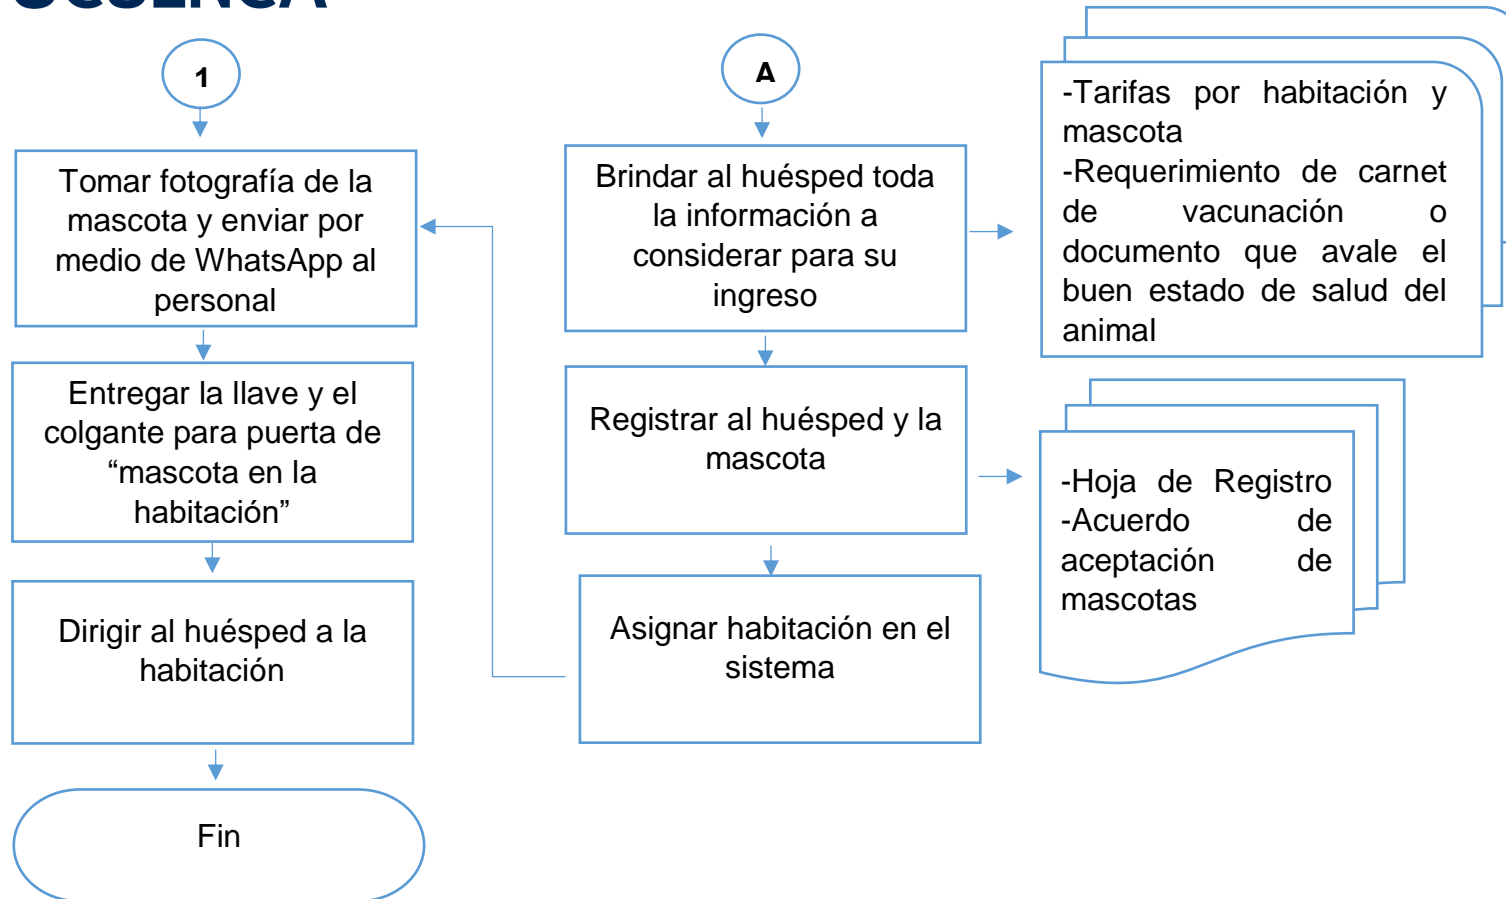 UCUENCA
1
Tomar fotografía de la
mascota y enviar por
medio de WhatsApp al
personal
Entregar la llave y el
colgante para puerta de
“mascota en la
habitación”
Dirigir al huésped a la
habitación
Fin
A
Brindar al huésped toda
la información a
considerar para su
ingreso
Registrar al huésped y la
mascota
Asignar habitación en el
sistema
-Tarifas por habitación y
mascota
-Requerimiento de carnet
de vacunación o
documento que avale el
buen estado de salud del
animal
-Hoja de Registro
-Acuerdo de
aceptación de
mascotas